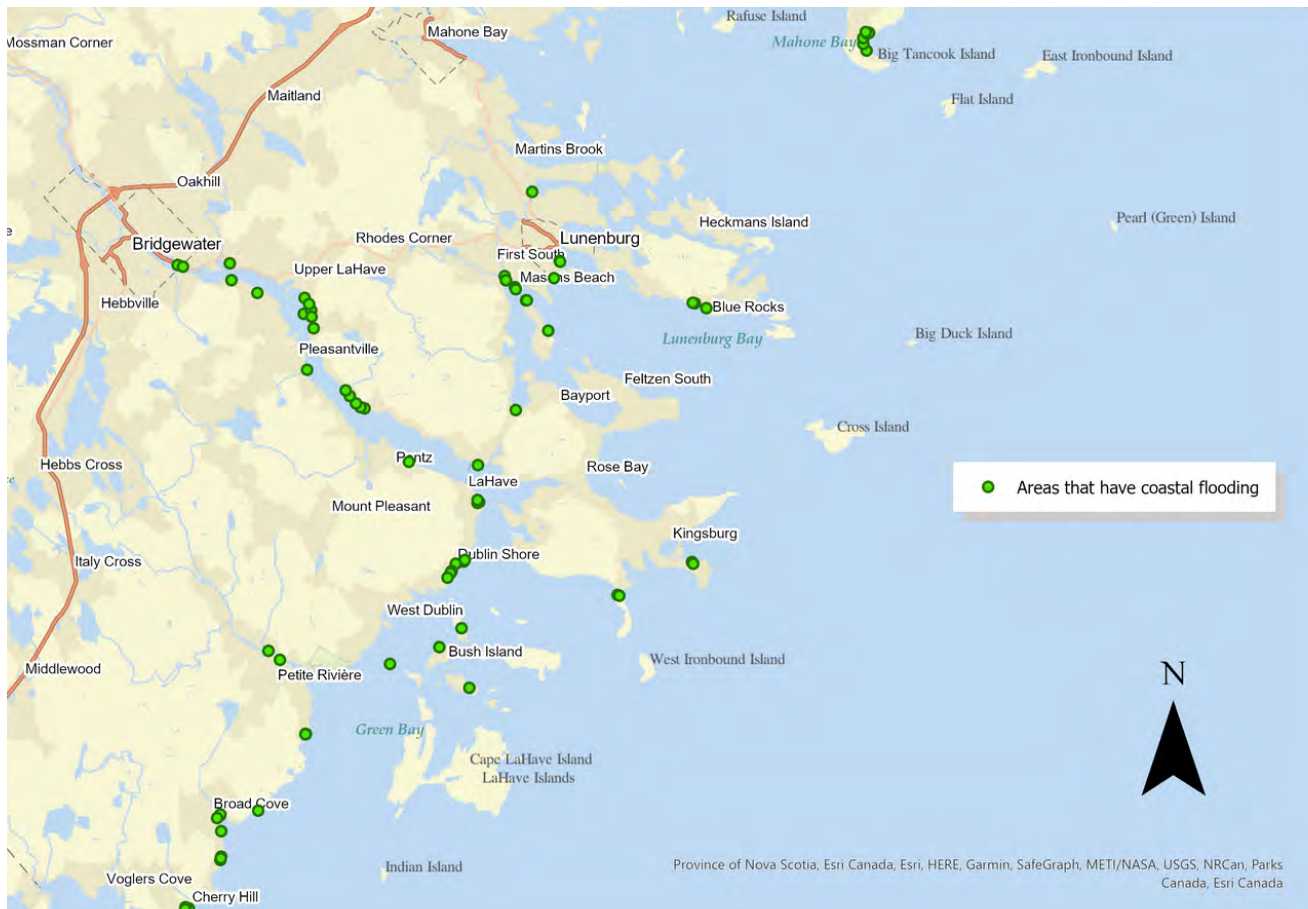 Rafuse Island
Mahone Bay
Mossman Corner
Mahone Bay
Big Tancook Island
East Ironbound Island
Maitland
Flat Island
Martins Brook
Oakhill
Pearl (Green) Island
Heckmans Island
Rhodes Corner
Lunenburg
Bridgewater
First South
Upper LaHave
Masons Beach
Hebbville
Blue Rocks
Big Duck Island
Lunenburg Bay
Pleasantville
Feltzen South
Bayport
Cross Island
Pentz
Hebbs Cross
Rose Bay
LaHave
Areas that have coastal flooding
Mount Pleasant
Kingsburg
Dublin Shore
Italy Cross
West Dublin
Bush Island
West Ironbound Island
Middlewood
Petite Rivière
N
Green Bay
Cape LaHave Island
LaHave Islands
Broad Cove
Indian Island
Province of Nova Scotia, Esri Canada, Esri, HERE, Garmin, SafeGraph, METI/NASA, USGS, NRCan, Parks
Canada, Esri Canada
Voglers Cove
Cherry Hill